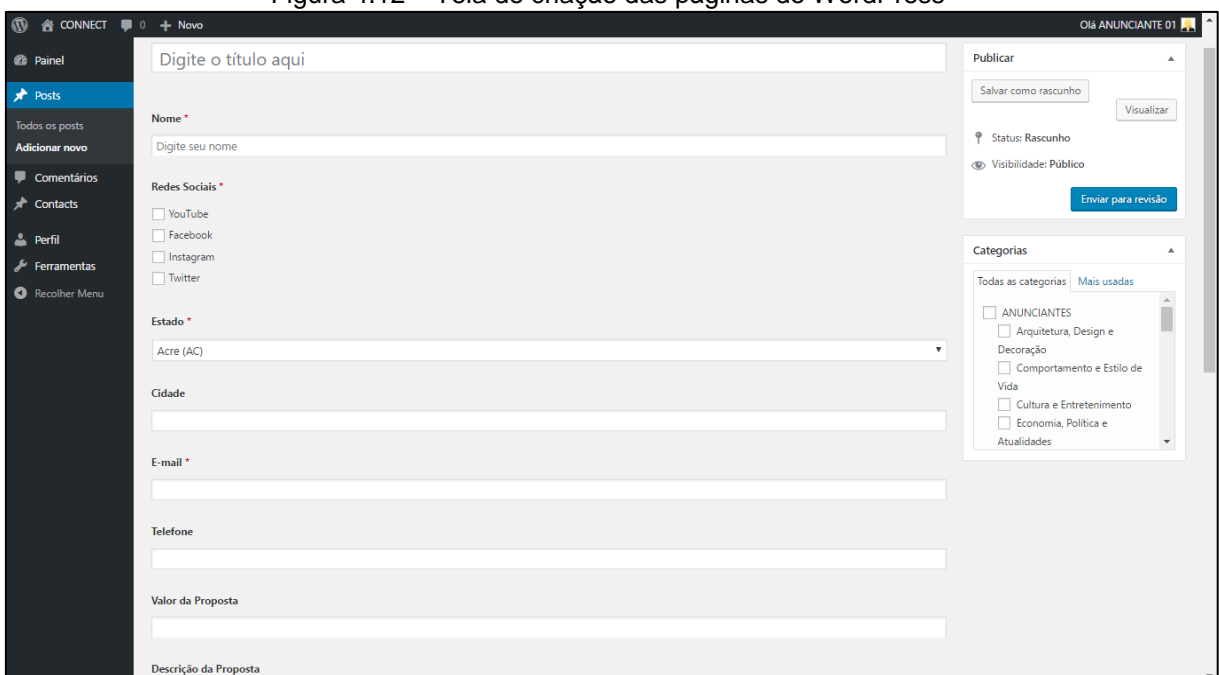 Figura 4.12 – Tela de criação das páginas do WordPress
CONNECT 0 + Novo
Olá ANUNCIANTE 01
Painel
Posts
Todos os posts
Adicionar novo
Comentários
Contacts
Perfil
Ferramentas
Recolher Menu
Digite o título aqui
Nome *
Digite seu nome
Redes Sociais *
YouTube
Facebook
Instagram
Twitter
Estado *
Acre (AC)
Cidade
E-mail *
Telefone
Valor da Proposta
Descrição da Proposta
Publicar
Salvar como rascunho
Visualizar
Status: Rascunho
Visibilidade: Público
Enviar para revisão
Categorias
Todas as categorias Mais usadas
ANUNCIANTES
Arquitetura, Design e
Decoração
Comportamento e Estilo de
Vida
Cultura e Entretenimento
Economia, Política e
Atualidades